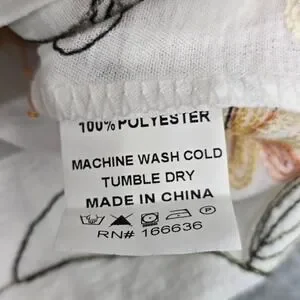 100% POLYESTER
MACHINE WASH COLD
TUMBLE DRY
MADE IN CHINA
RN# 166636